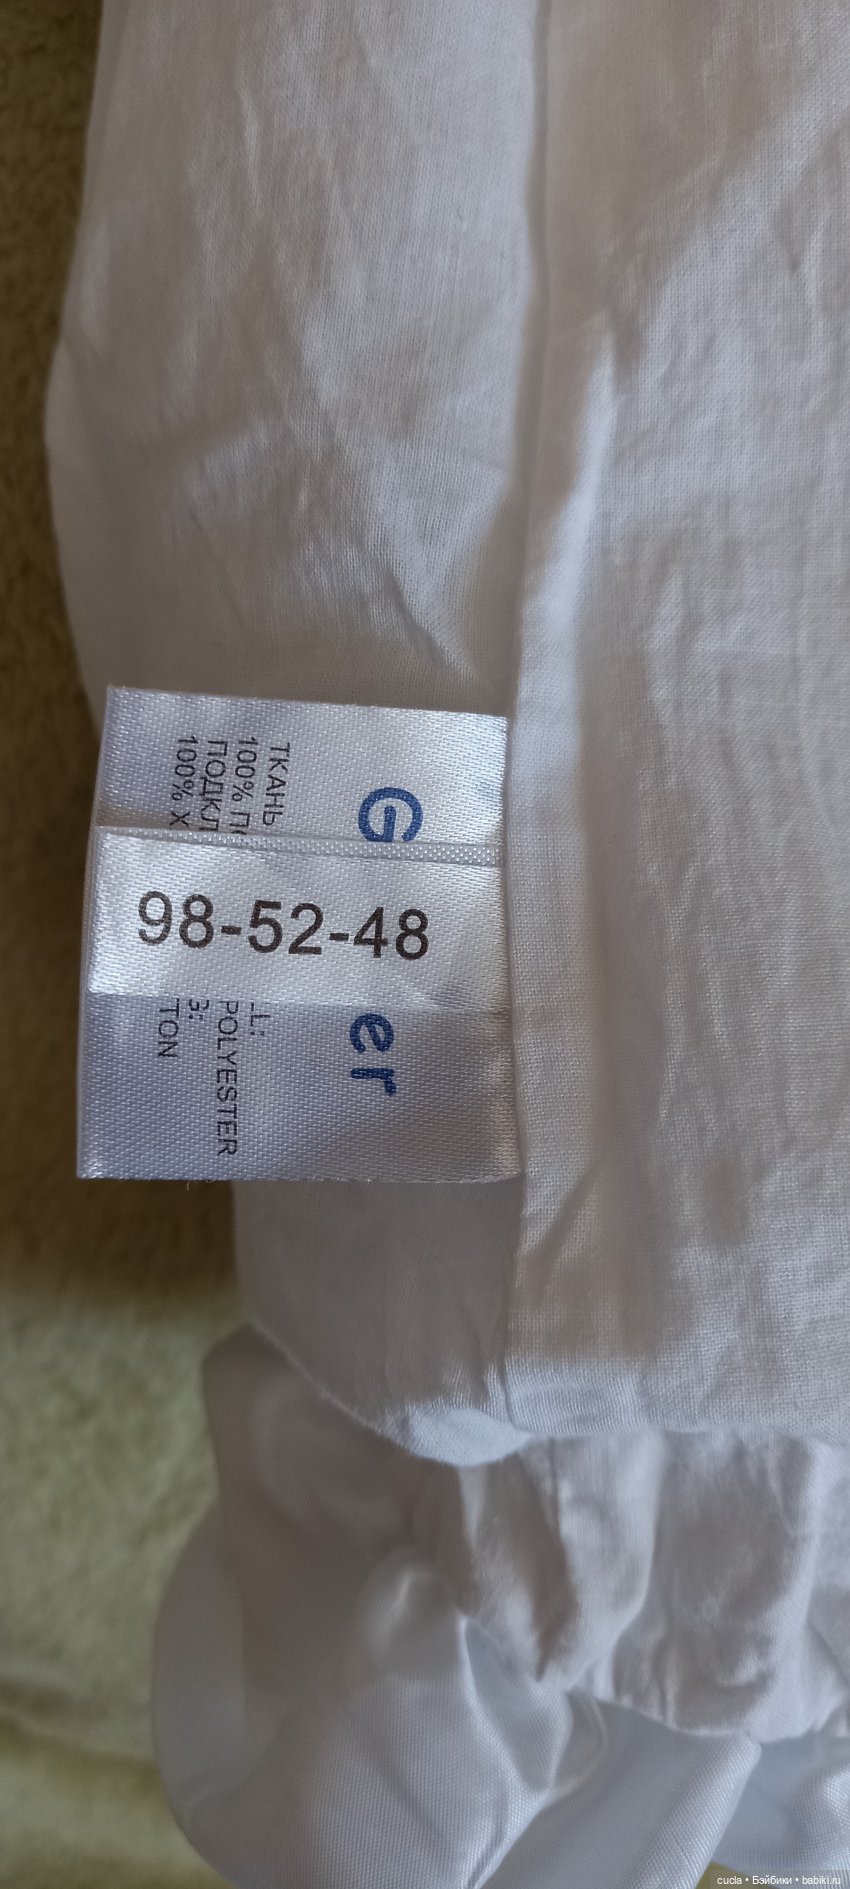 G
er
ТКАНЬ
100%
ПОДКЛ
100% Х
98-52-48
POLYESTER
TON
cucla • Бэйбики • babiki.ru